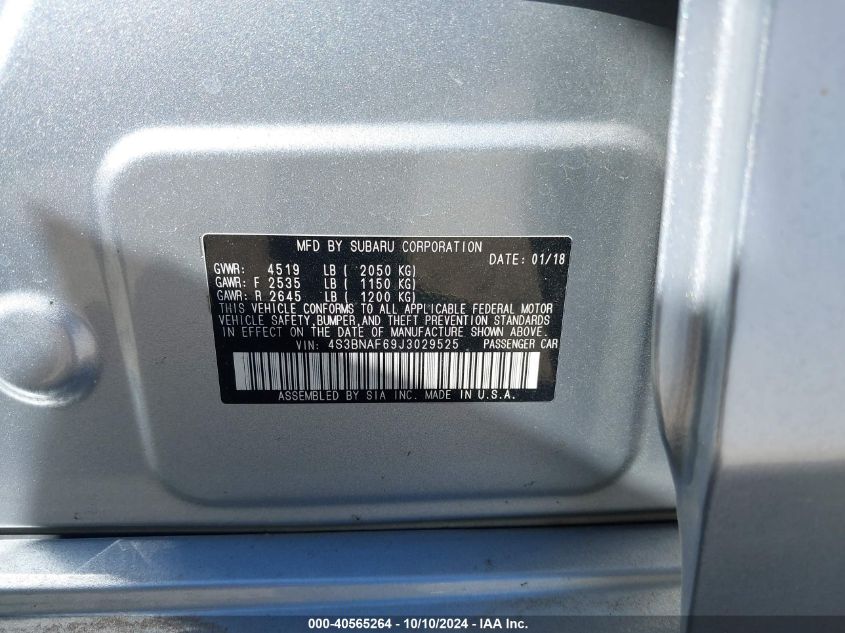 MFD BY SUBARU CORPORATION
DATE: 01/18
GVWR: 4519 LB ( 2050 KG)
GAWR: F 2535 LB ( 1150 KG)
GAWR: R 2645 LB ( 1200 KG)
THIS VEHICLE CONFORMS TO ALL APPLICABLE FEDERAL MOTOR
VEHICLE SAFETY,BUMPER,AND THEFT PREVENTION STANDARDS
IN EFFECT ON THE DATE OF MANUFACTURE SHOWN ABOVE.
VIN: 4S3BNAF69J3029525 PASSENGER CAR
ASSEMBLED BY SIA INC. MADE IN U.S.A.
000-40565264 - 10/10/2024 - IAA Inc.